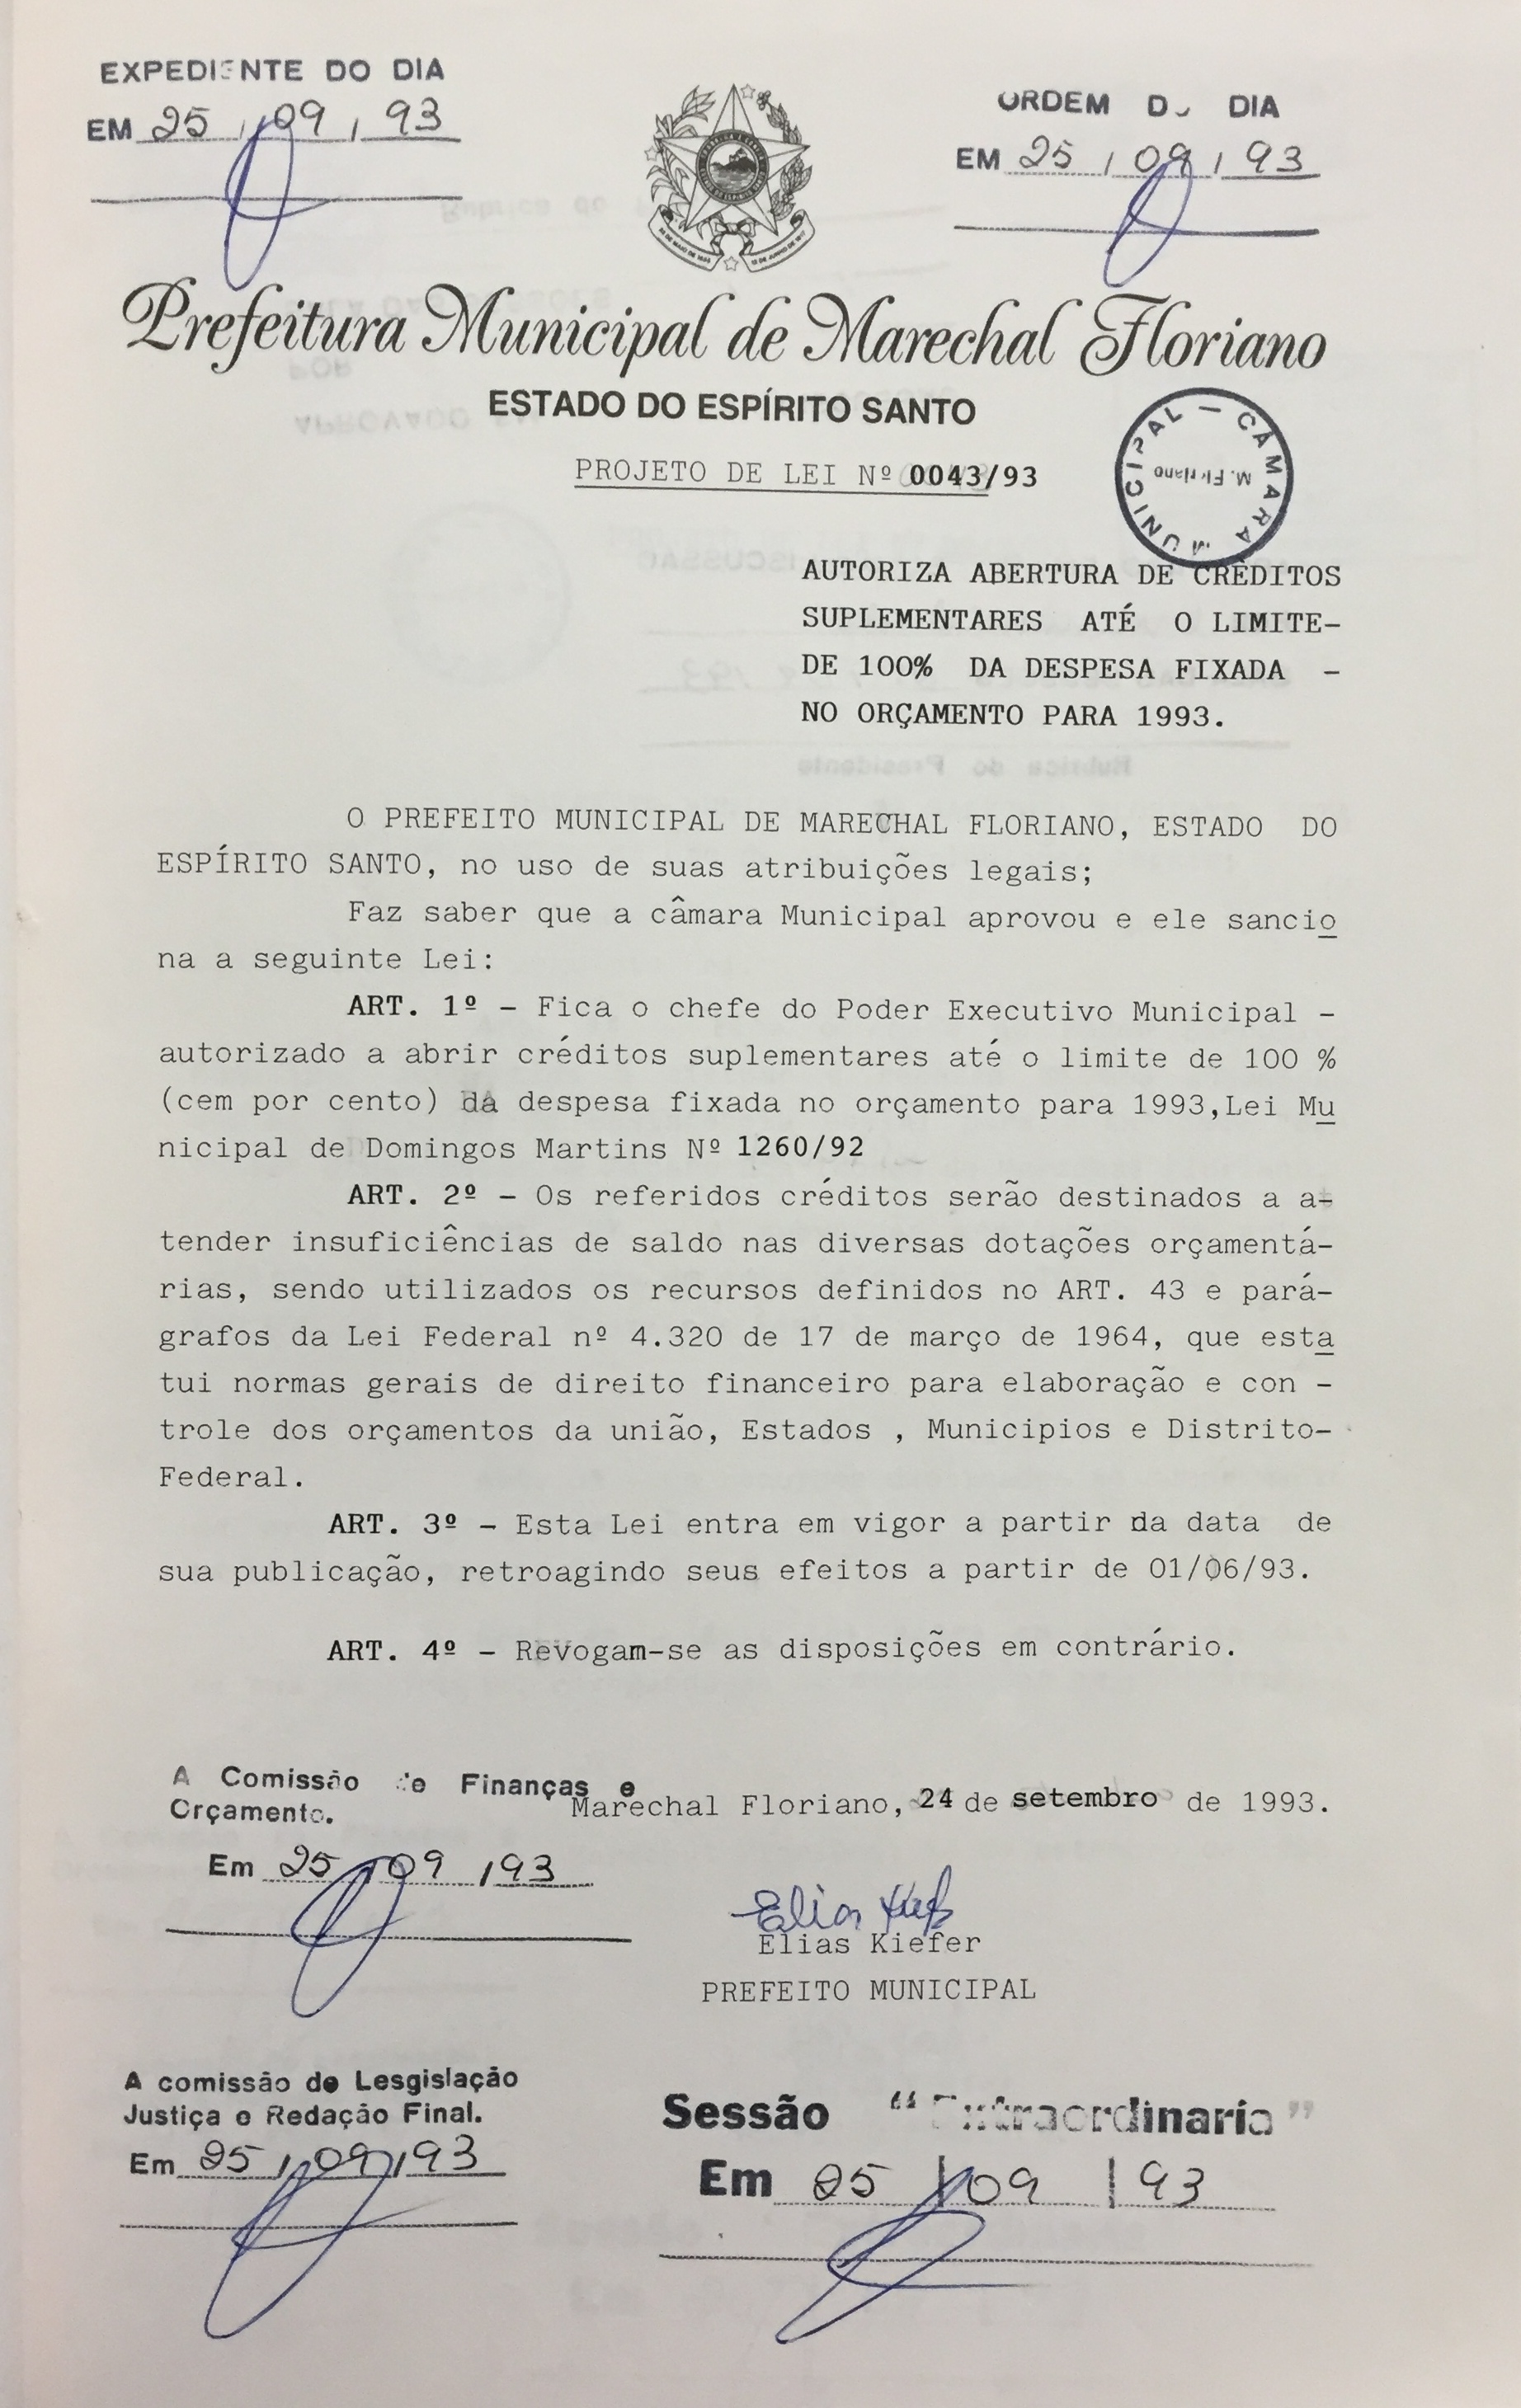 EXPEDIENTE DO DIA
EM 25 / 09 / 93
ORDEM DO DIA
EM 25 / 09 / 93
Prefeitura Municipal de Marechal Floriano
ESTADO DO ESPÍRITO SANTO
PROJETO DE LEI Nº 0043/93
CÂMARA MUNICIPAL —
M. Floriano
AUTORIZA ABERTURA DE CRÉDITOS
SUPLEMENTARES ATÉ O LIMITE-
DE 100% DA DESPESA FIXADA -
NO ORÇAMENTO PARA 1993.
O PREFEITO MUNICIPAL DE MARECHAL FLORIANO, ESTADO DO
ESPÍRITO SANTO, no uso de suas atribuições legais;
Faz saber que a câmara Municipal aprovou e ele sancio
na a seguinte Lei:
ART. 1º - Fica o chefe do Poder Executivo Municipal -
autorizado a abrir créditos suplementares até o limite de 100 %
(cem por cento) da despesa fixada no orçamento para 1993,Lei Mu
nicipal de Domingos Martins Nº 1260/92
ART. 2º - Os referidos créditos serão destinados a a-
tender insuficiências de saldo nas diversas dotações orçamentá-
rias, sendo utilizados os recursos definidos no ART. 43 e pará-
grafos da Lei Federal nº 4.320 de 17 de março de 1964, que esta
tui normas gerais de direito financeiro para elaboração e con -
trole dos orçamentos da união, Estados , Municipios e Distrito-
Federal.
ART. 3º - Esta Lei entra em vigor a partir da data de
sua publicação, retroagindo seus efeitos a partir de 01/06/93.
ART. 4º - Revogam-se as disposições em contrário.
A Comissão de Finanças e
Orçamento.
Marechal Floriano, 24 de setembro de 1993.
Em 25 / 09 / 93
Elias Kiefer
Elias Kiefer
PREFEITO MUNICIPAL
A comissão de Lesgislação
Justiça e Redação Final.
Em 25 / 09 / 93
Sessão "Extraordinaria"
Em 25 / 09 / 93